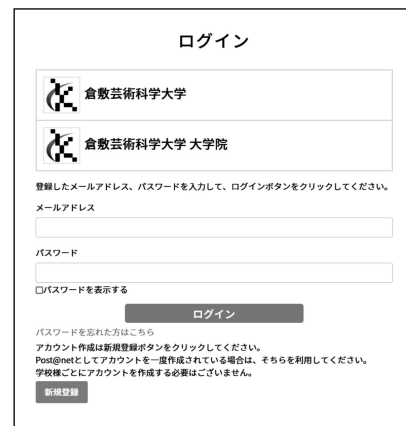 ログイン
倉敷芸術科学大学
倉敷芸術科学大学 大学院
登録したメールアドレス、パスワードを入力して、ログインボタンをクリックしてください。
メールアドレス
パスワード
□パスワードを表示する
ログイン
パスワードを忘れた方はこちら
アカウント作成は新規登録ボタンをクリックしてください。
Post@netとしてアカウントを一度作成されている場合は、そちらを利用してください。
学校様ごとにアカウントを作成する必要はございません。
新規登録